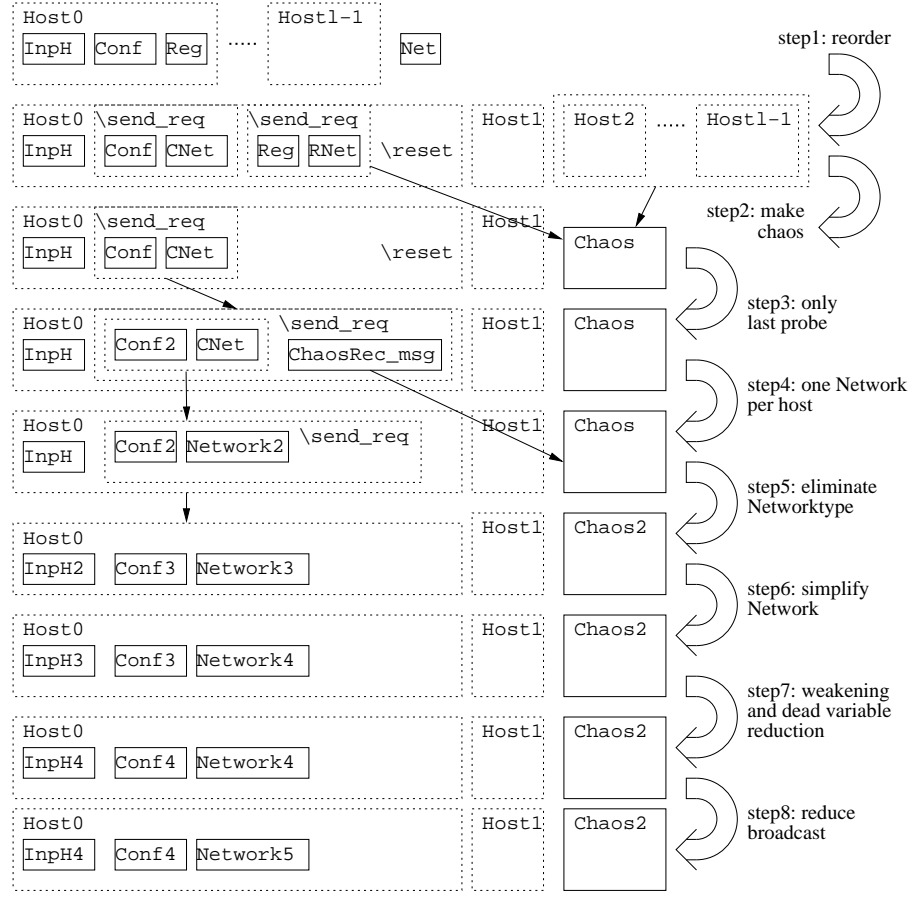 Host0
Hostl-1
InpH Conf Reg ..... Net
step1: reorder
Host0 \send_req \send_req Host1 Host2 ..... Hostl-1
InpH Conf CNet Reg RNet \reset
step2: make
chaos
Host0 \send_req Host1 Chaos
InpH Conf CNet \reset
step3: only
last probe
Host0 \send_req Host1 Chaos
InpH Conf2 CNet ChaosRec_msg
step4: one Network
per host
Host0 Host1 Chaos
InpH Conf2 Network2 \send_req
step5: eliminate
Networktype
Host0 Host1 Chaos2
InpH2 Conf3 Network3
step6: simplify
Network
Host0 Host1 Chaos2
InpH3 Conf3 Network4
step7: weakening
and dead variable
reduction
Host0 Host1 Chaos2
InpH4 Conf4 Network4
step8: reduce
broadcast
Host0 Host1 Chaos2
InpH4 Conf4 Network5